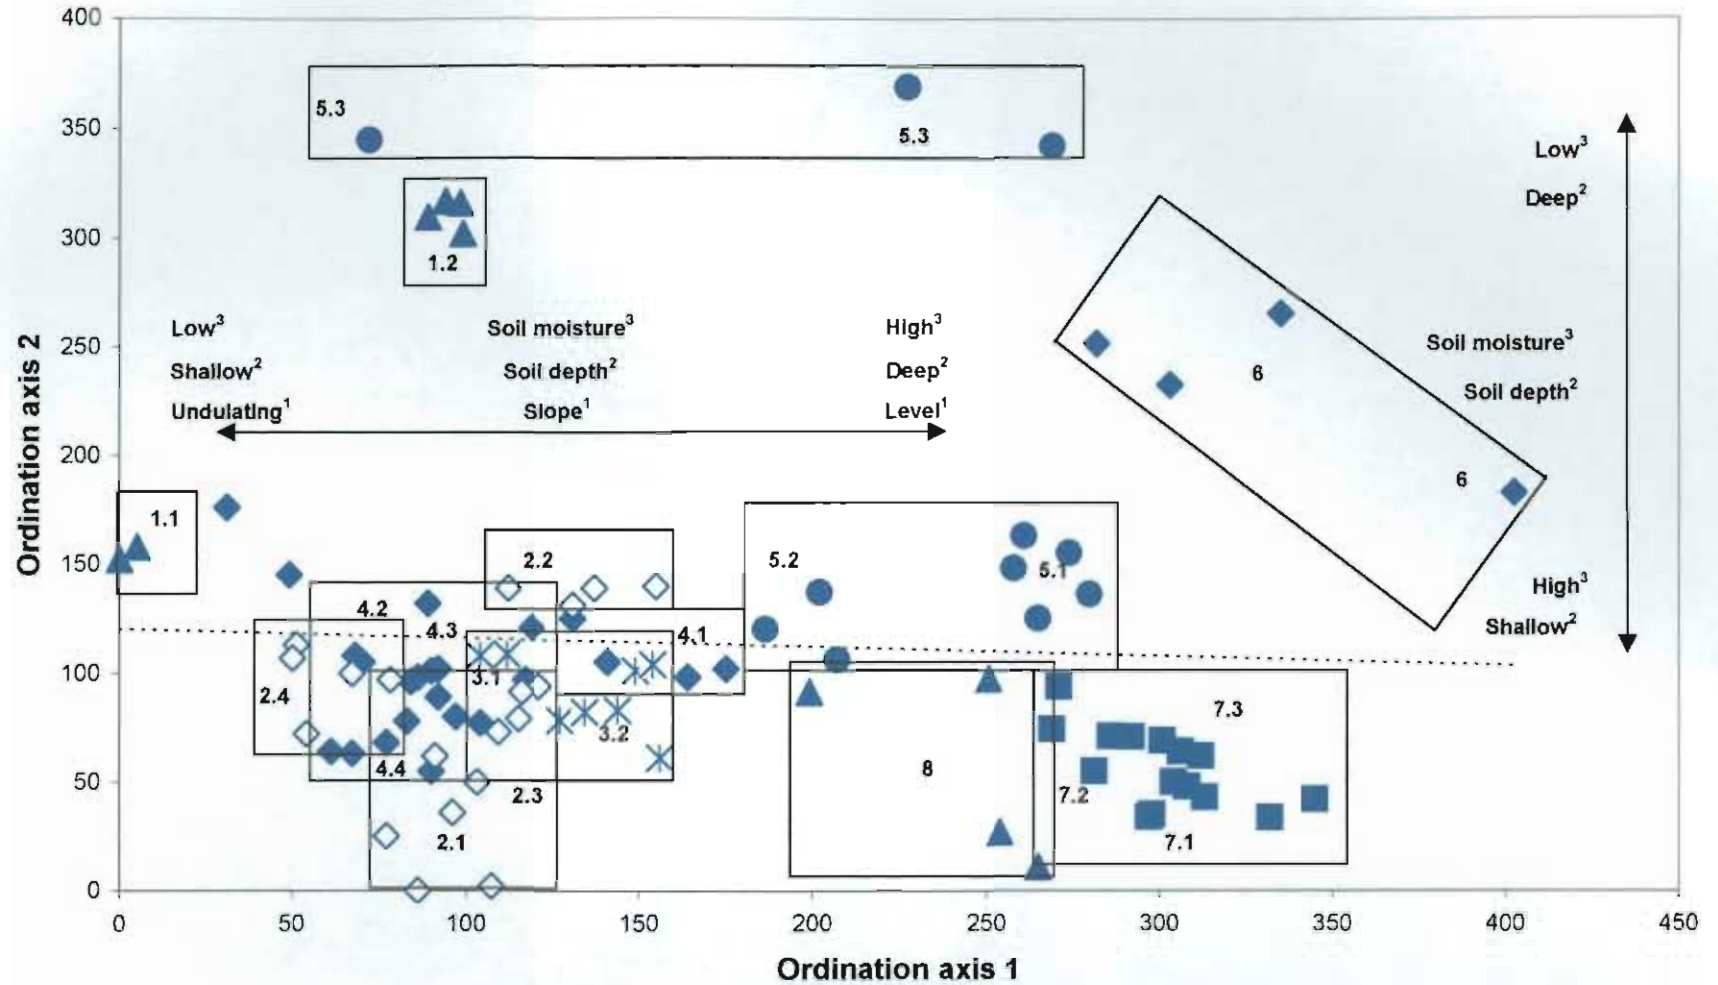 400
5.3
350
5.3
Low³
Deep²
300
1.2
Low³ Soil moisture³ High³
Shallow² Soil depth² Deep²
Undulating¹ Slope¹ Level¹
250
Soil moisture³
6
Soil depth²
200
6
1.1
150
2.2
5.2
5.1
High³
Shallow²
4.2
4.3
4.1
100
3.1
2.4
3.2
7.3
4.4
8
50
2.3
7.2
2.1
7.1
0
0 50 100 150 200 250 300 350 400 450
Ordination axis 1
Ordination axis 2